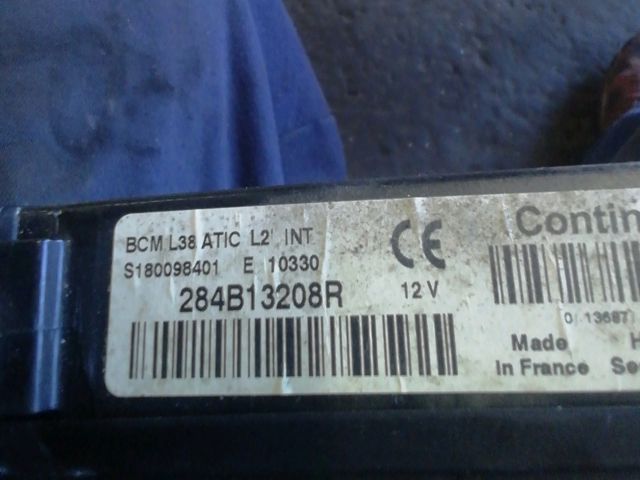 BCM L38 ATIC L2' INT
S180098401 E 10330
284B13208R
CE
12 V
Contin
Made
In France